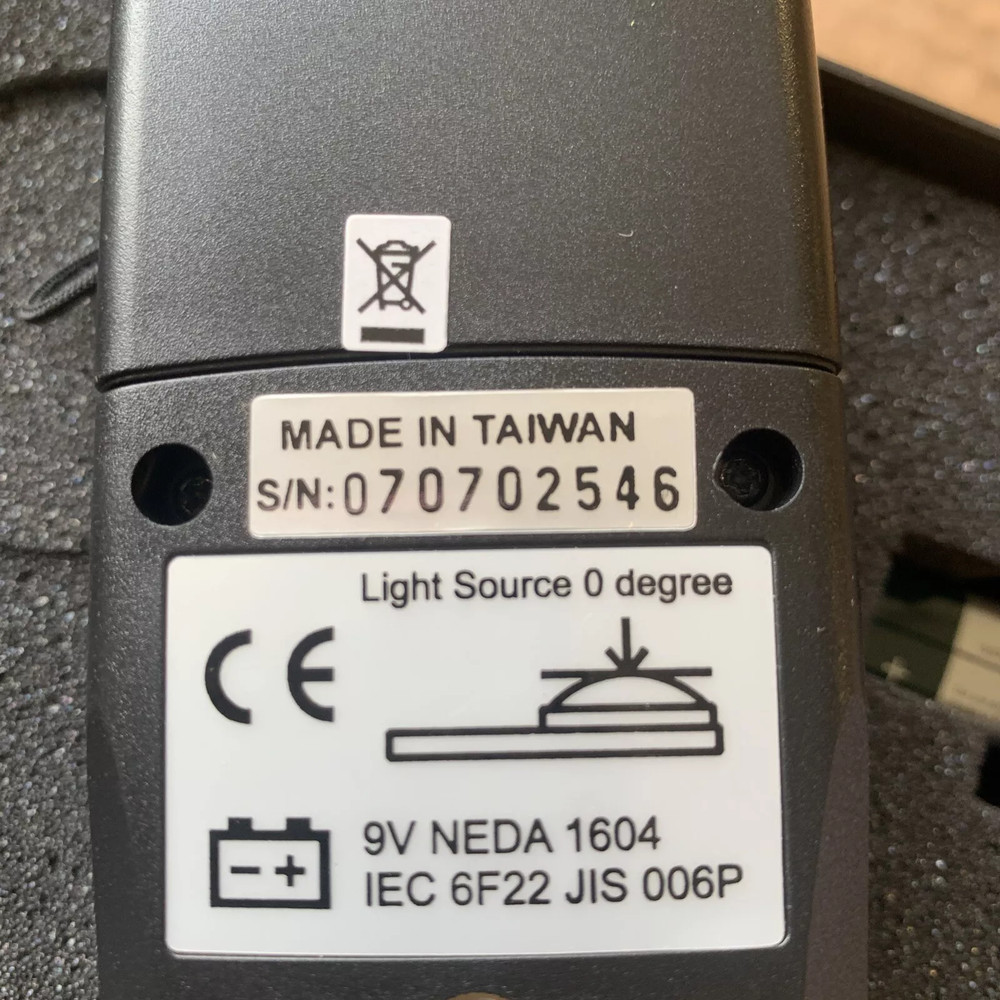 MADE IN TAIWAN
S/N: 070702546
Light Source 0 degree
CE
9V NEDA 1604
IEC 6F22 JIS 006P